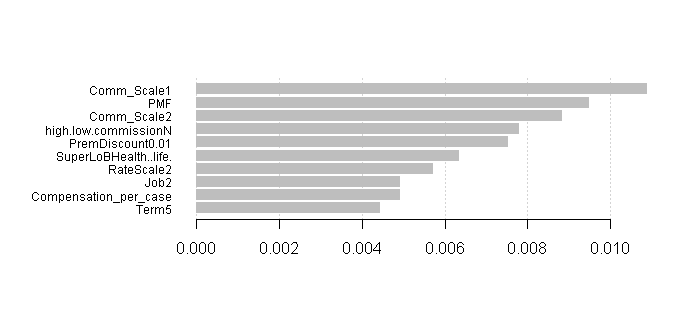 Comm_Scale1
PMF
Comm_Scale2
high.low.commissionN
PremDiscount0.01
SuperLoBHealth..life.
RateScale2
Job2
Compensation_per_case
Term5
0.000 0.002 0.004 0.006 0.008 0.010